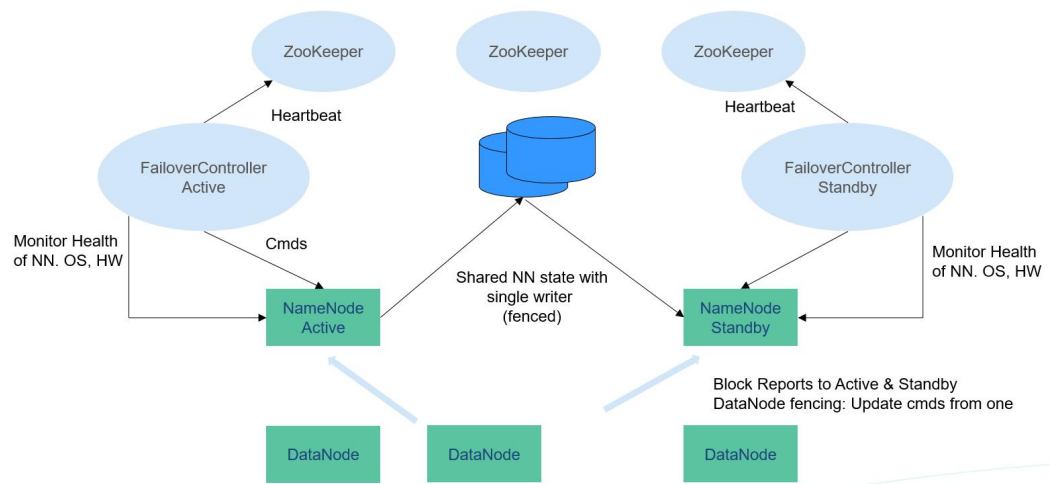 ZooKeeper
ZooKeeper
ZooKeeper
Heartbeat
Heartbeat
FailoverController
Active
FailoverController
Standby
Monitor Health
of NN. OS, HW
Cmds
Monitor Health
of NN. OS, HW
Shared NN state with
single writer
(fenced)
NameNode
Active
NameNode
Standby
Block Reports to Active & Standby
DataNode fencing: Update cmds from one
DataNode
DataNode
DataNode